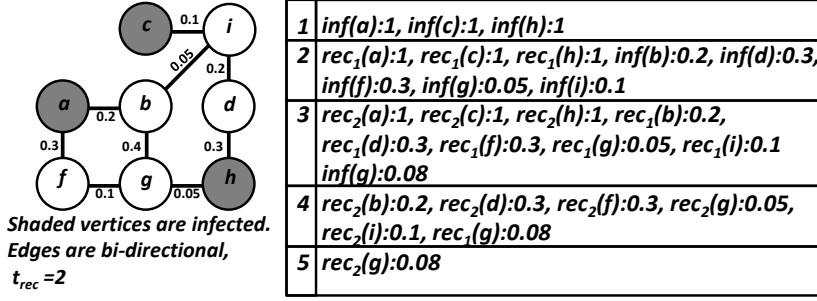 c
0.1
i
0.05
0.2
a
0.2
b
d
0.3
0.4
0.3
f
0.1
g
0.05
h
Shaded vertices are infected.
Edges are bi-directional,
t_rec =2
1 inf(a):1, inf(c):1, inf(h):1
2 rec_1(a):1, rec_1(c):1, rec_1(h):1, inf(b):0.2, inf(d):0.3,
inf(f):0.3, inf(g):0.05, inf(i):0.1
3 rec_2(a):1, rec_2(c):1, rec_2(h):1, rec_1(b):0.2,
rec_1(d):0.3, rec_1(f):0.3, rec_1(g):0.05, rec_1(i):0.1
inf(g):0.08
4 rec_2(b):0.2, rec_2(d):0.3, rec_2(f):0.3, rec_2(g):0.05,
rec_2(i):0.1, rec_1(g):0.08
5 rec_2(g):0.08